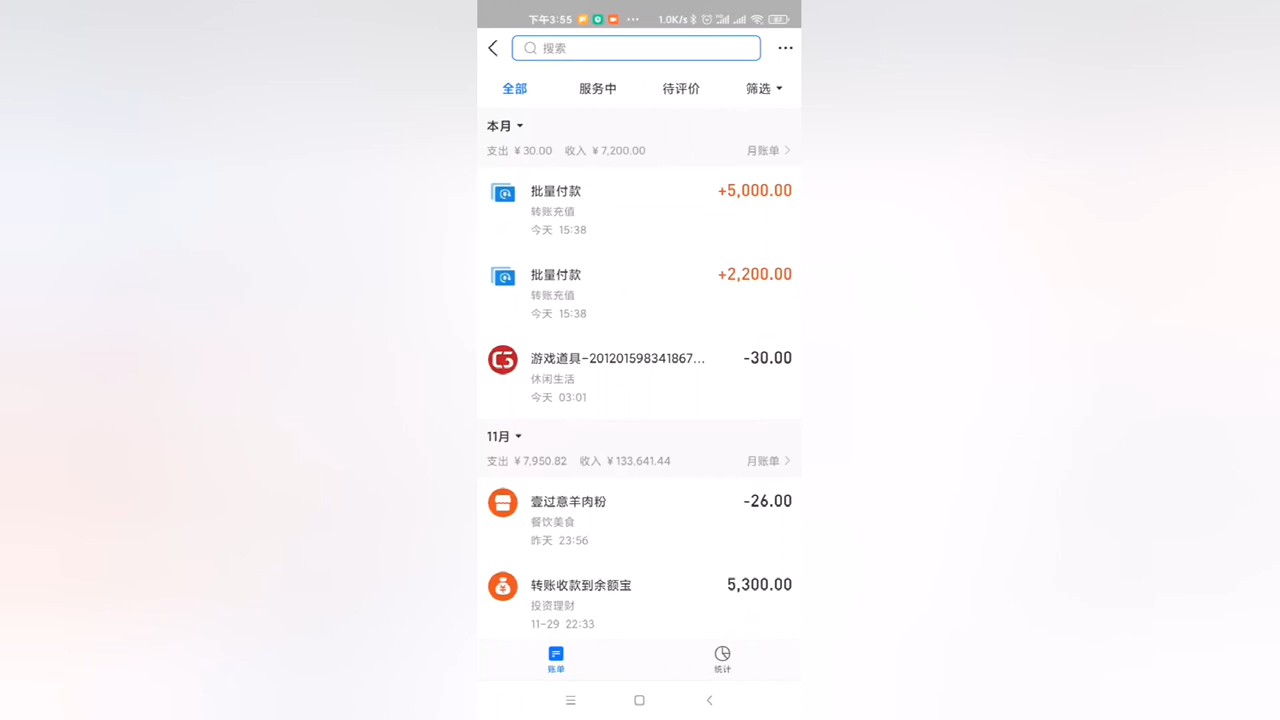 下午3:55 ··· 1.0K/s
搜索
全部 服务中 待评价 筛选
本月
支出 ¥30.00 收入 ¥7,200.00 月账单
批量付款 +5,000.00
转账充值
今天 15:38
批量付款 +2,200.00
转账充值
今天 15:38
C5 游戏道具-201201598341867... -30.00
休闲生活
今天 03:01
11月
支出 ¥7,950.82 收入 ¥133,641.44 月账单
壹过意羊肉粉 -26.00
餐饮美食
昨天 23:56
转账收款到余额宝 5,300.00
投资理财
11-29 22:33
账单 统计